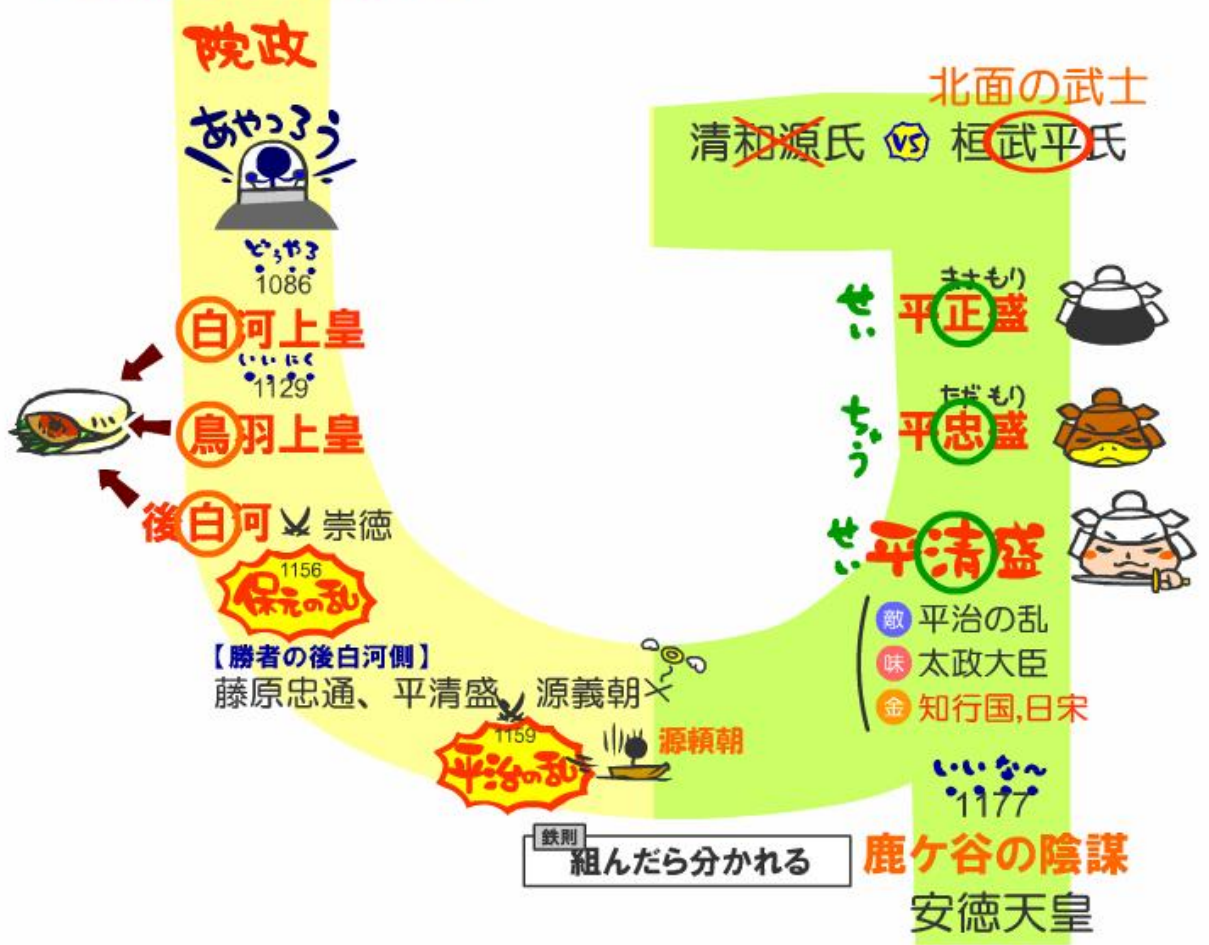 院政
あやつろう
どうやろ
1086
白河上皇
いいにく
1129
鳥羽上皇
後白河
崇徳
1156
保元の乱
【勝者の後白河側】
藤原忠通、平清盛
源義朝
1159
平治の乱
源頼朝
鉄則
組んだら分かれる
北面の武士
清和源氏 VS 桓武平氏
まさもり
せい 平正盛
ただもり
ちゅう 平忠盛
せい 平清盛
敵 平治の乱
味 太政大臣
金 知行国,日宋
いいな〜
1177
鹿ケ谷の陰謀
安徳天皇